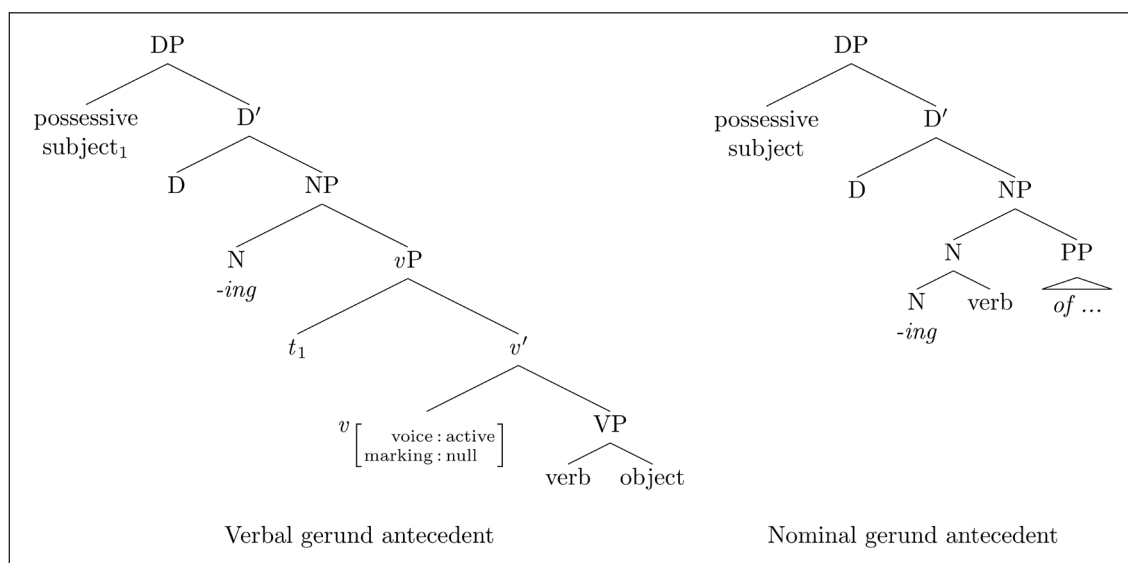 DP
possessive
subject₁
D′
D
NP
N
-ing
vP
t₁
v′
v [ voice : active
marking : null ]
VP
verb object
Verbal gerund antecedent
DP
possessive
subject
D′
D
NP
N
PP
N verb
-ing
of ...
Nominal gerund antecedent